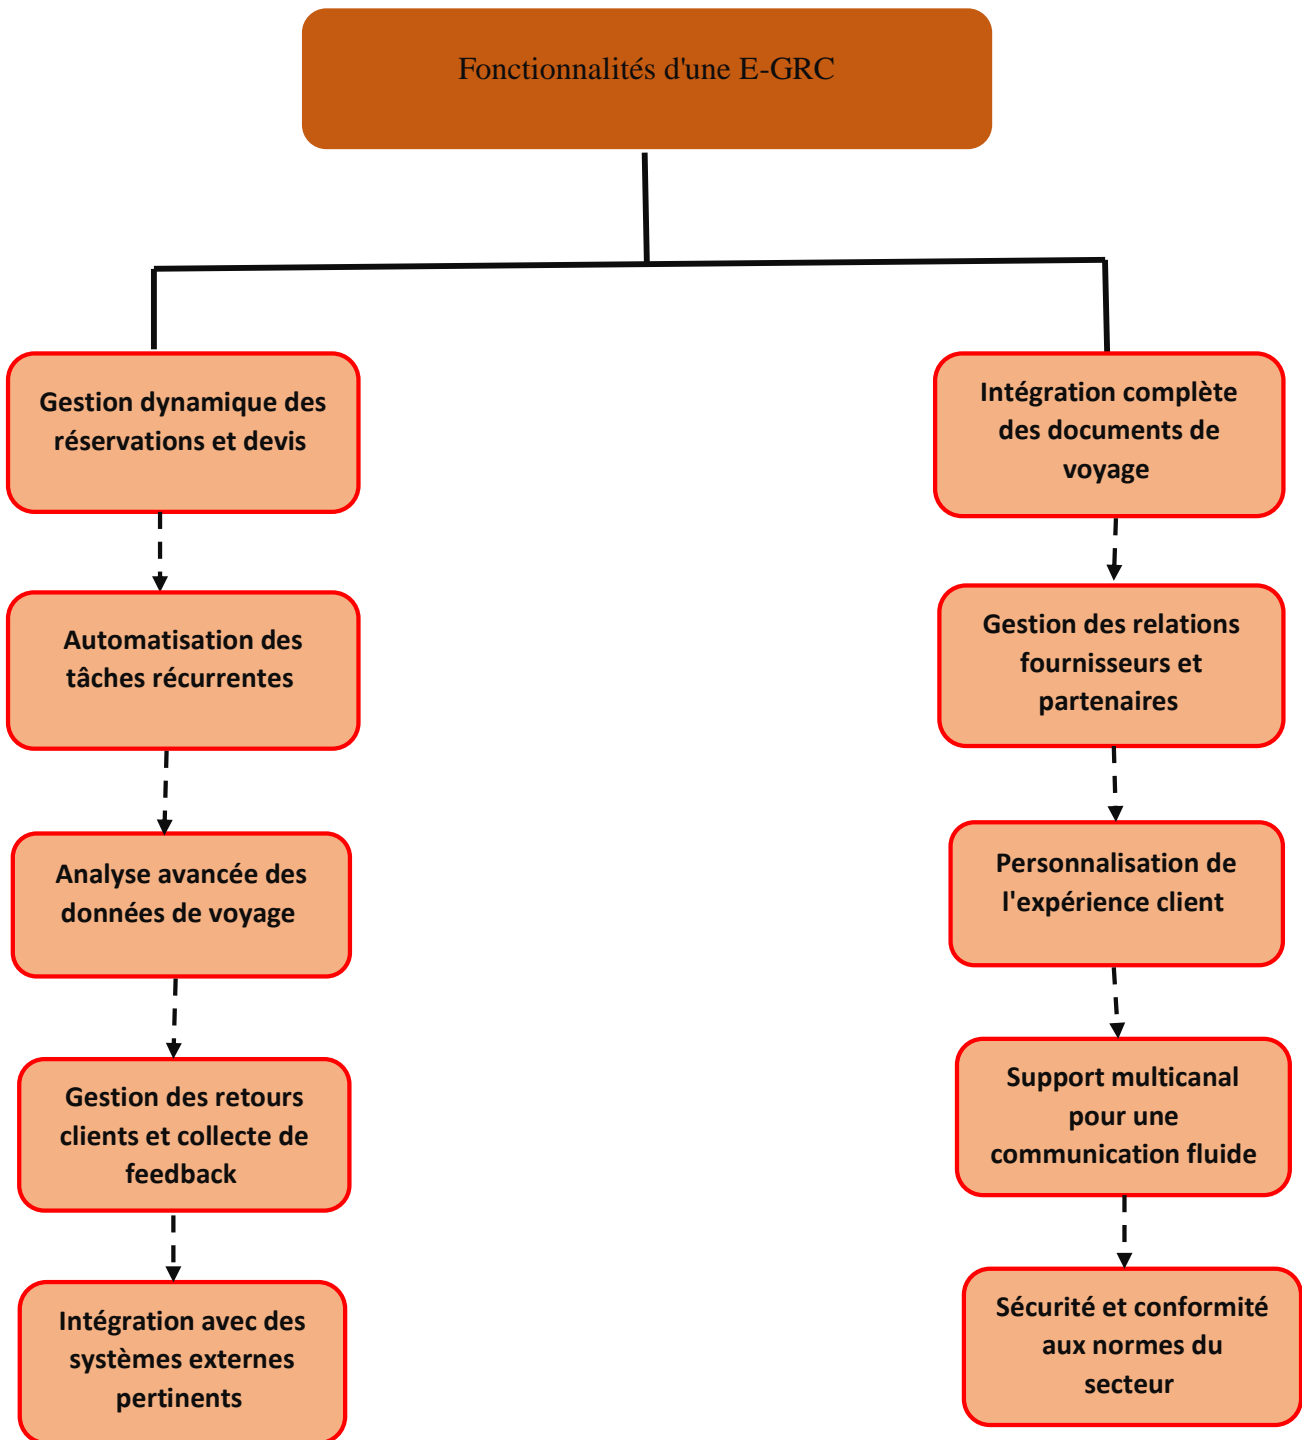 Fonctionnalités d'une E-GRC
Gestion dynamique des
réservations et devis
Automatisation des
tâches récurrentes
Analyse avancée des
données de voyage
Gestion des retours
clients et collecte de
feedback
Intégration avec des
systèmes externes
pertinents
Intégration complète
des documents de
voyage
Gestion des relations
fournisseurs et
partenaires
Personnalisation de
l'expérience client
Support multicanal
pour une
communication fluide
Sécurité et conformité
aux normes du
secteur